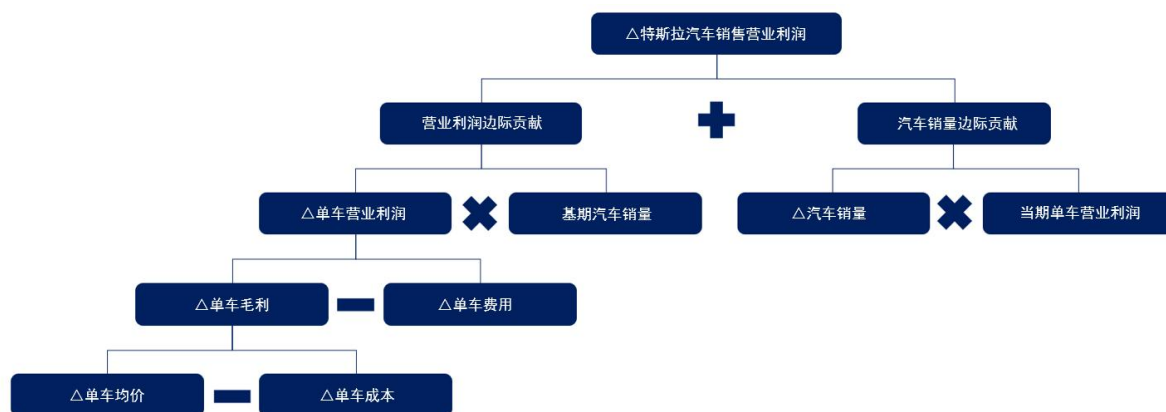 △特斯拉汽车销售营业利润
营业利润边际贡献
汽车销量边际贡献
△单车营业利润
基期汽车销量
△汽车销量
当期单车营业利润
△单车毛利
△单车费用
△单车均价
△单车成本